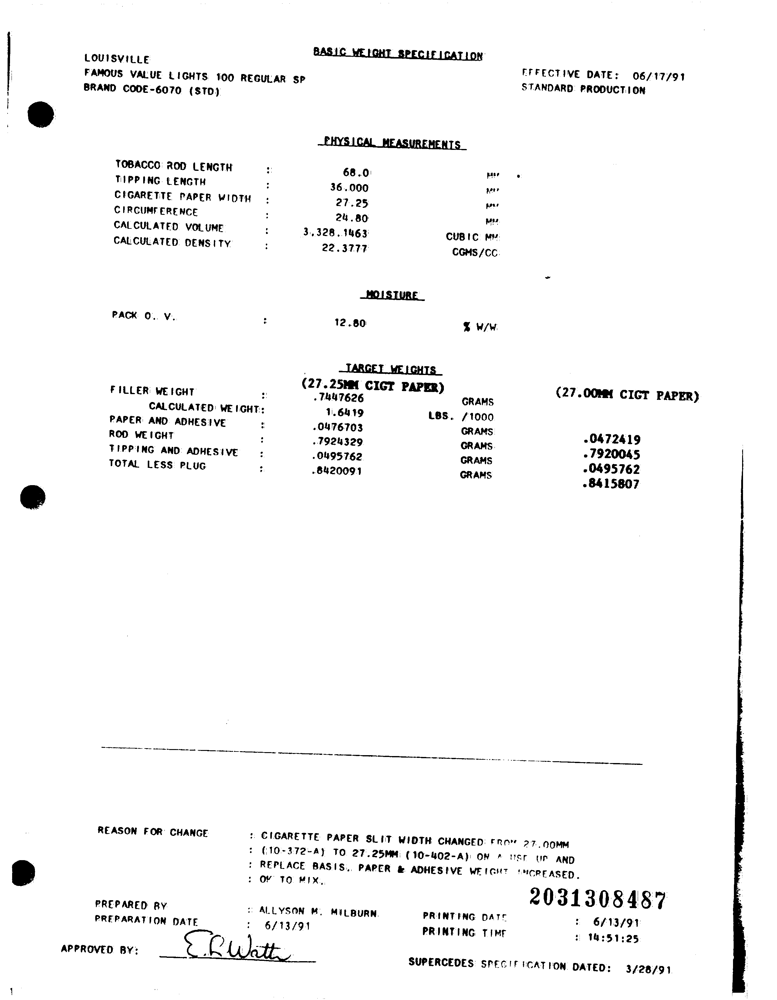 BASIC WEIGHT SPECIFICATION
LOUISVILLE
FAMOUS VALUE LIGHTS 100 REGULAR SP
BRAND CODE-6070 (STD)
EFFECTIVE DATE: 06/17/91
STANDARD PRODUCTION
PHYSICAL MEASUREMENTS
TOBACCO ROD LENGTH : 68.0 MM
TIPPING LENGTH : 36.000 MM
CIGARETTE PAPER WIDTH : 27.25 MM
CIRCUMFERENCE : 24.80 MM
CALCULATED VOLUME : 3,328.1463 CUBIC MM
CALCULATED DENSITY : 22.3777 CGMS/CC
MOISTURE
PACK O. V. : 12.80 % W/W
TARGET WEIGHTS
(27.25MM CIGT PAPER) (27.00MM CIGT PAPER)
FILLER WEIGHT : .7447626 GRAMS
CALCULATED WEIGHT: 1.6419 LBS. /1000
PAPER AND ADHESIVE : .0476703 GRAMS .0472419
ROD WEIGHT : .7924329 GRAMS .7920045
TIPPING AND ADHESIVE : .0495762 GRAMS .0495762
TOTAL LESS PLUG : .8420091 GRAMS .8415807
REASON FOR CHANGE : CIGARETTE PAPER SLIT WIDTH CHANGED FROM 27.00MM
: (10-372-A) TO 27.25MM (10-402-A) ON A USE UP AND
: REPLACE BASIS. PAPER & ADHESIVE WEIGHT INCREASED.
: OK TO MIX.
2031308487
PREPARED BY : ALLYSON M. MILBURN
PREPARATION DATE : 6/13/91
PRINTING DATE : 6/13/91
PRINTING TIME : 14:51:25
APPROVED BY: E.R. Watts
SUPERCEDES SPECIFICATION DATED: 3/28/91
1